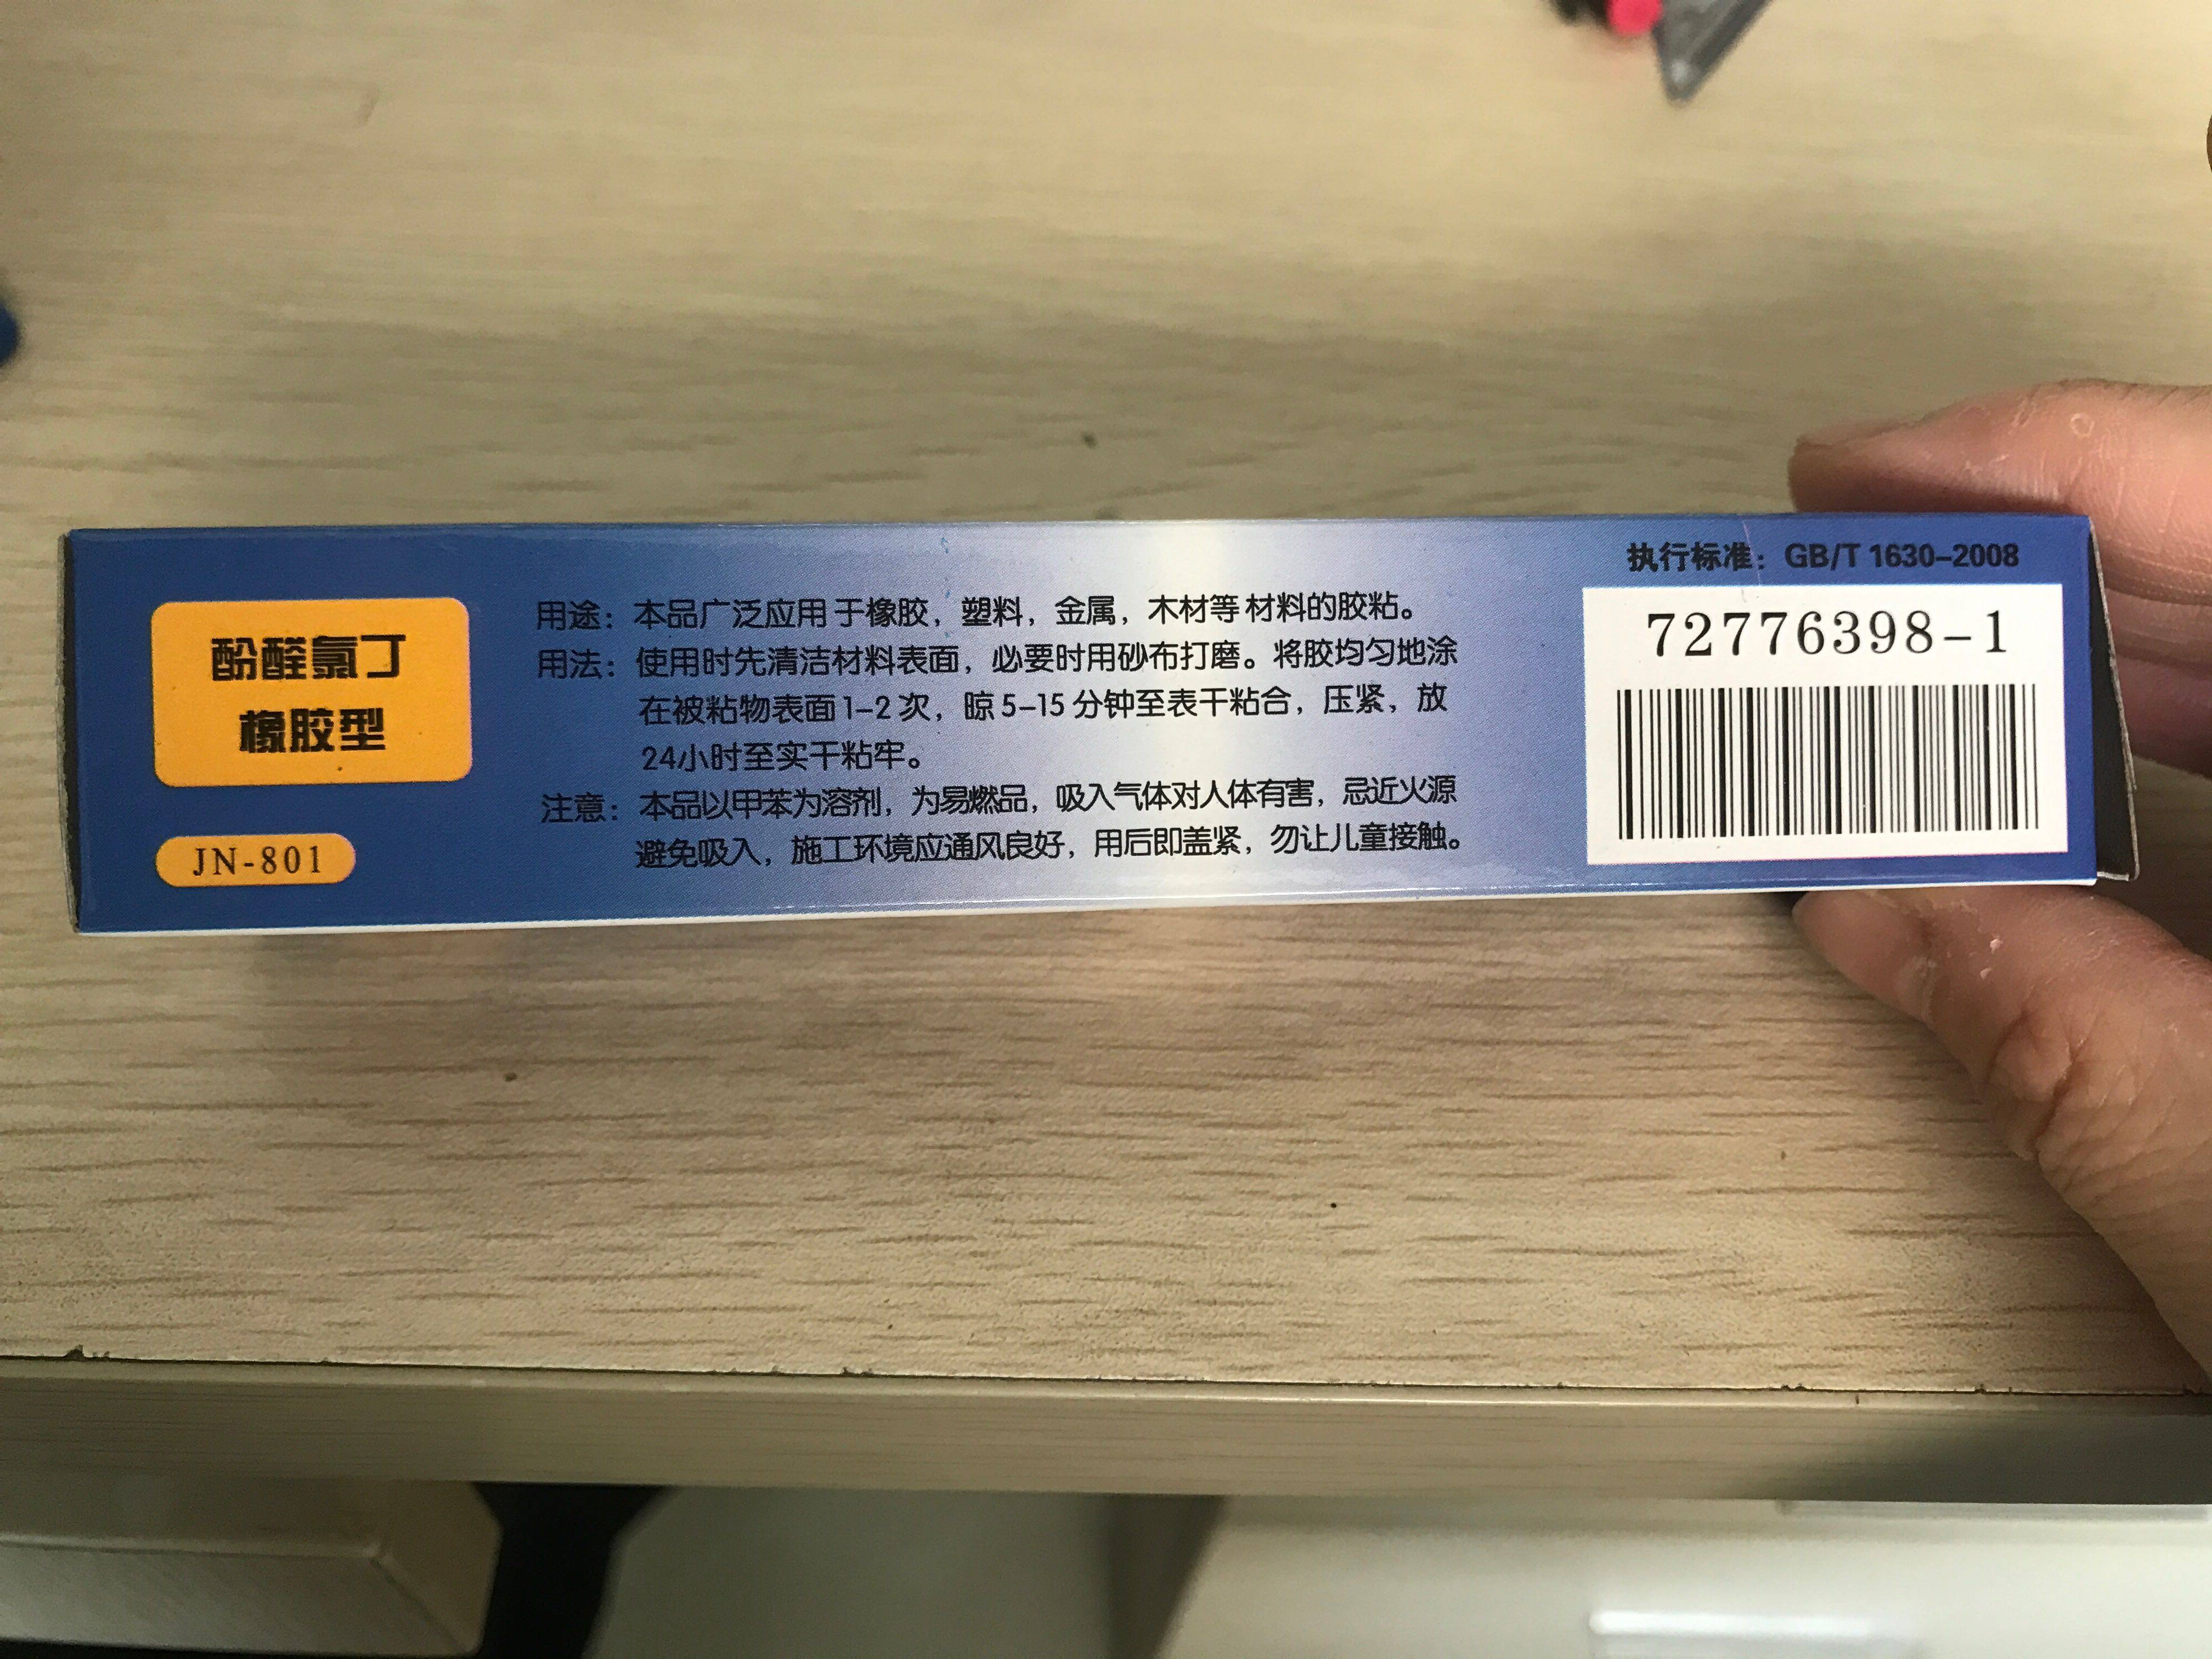 酚醛氯丁
橡胶型
JN-801
用途：本品广泛应用于橡胶，塑料，金属，木材等材料的胶粘。
用法：使用时先清洁材料表面，必要时用砂布打磨。将胶均匀地涂
在被粘物表面1-2次，晾5-15分钟至表干粘合，压紧，放
24小时至实干粘牢。
注意：本品以甲苯为溶剂，为易燃品，吸入气体对人体有害，忌近火源
避免吸入，施工环境应通风良好，用后即盖紧，勿让儿童接触。
执行标准：GB/T 1630-2008
72776398-1